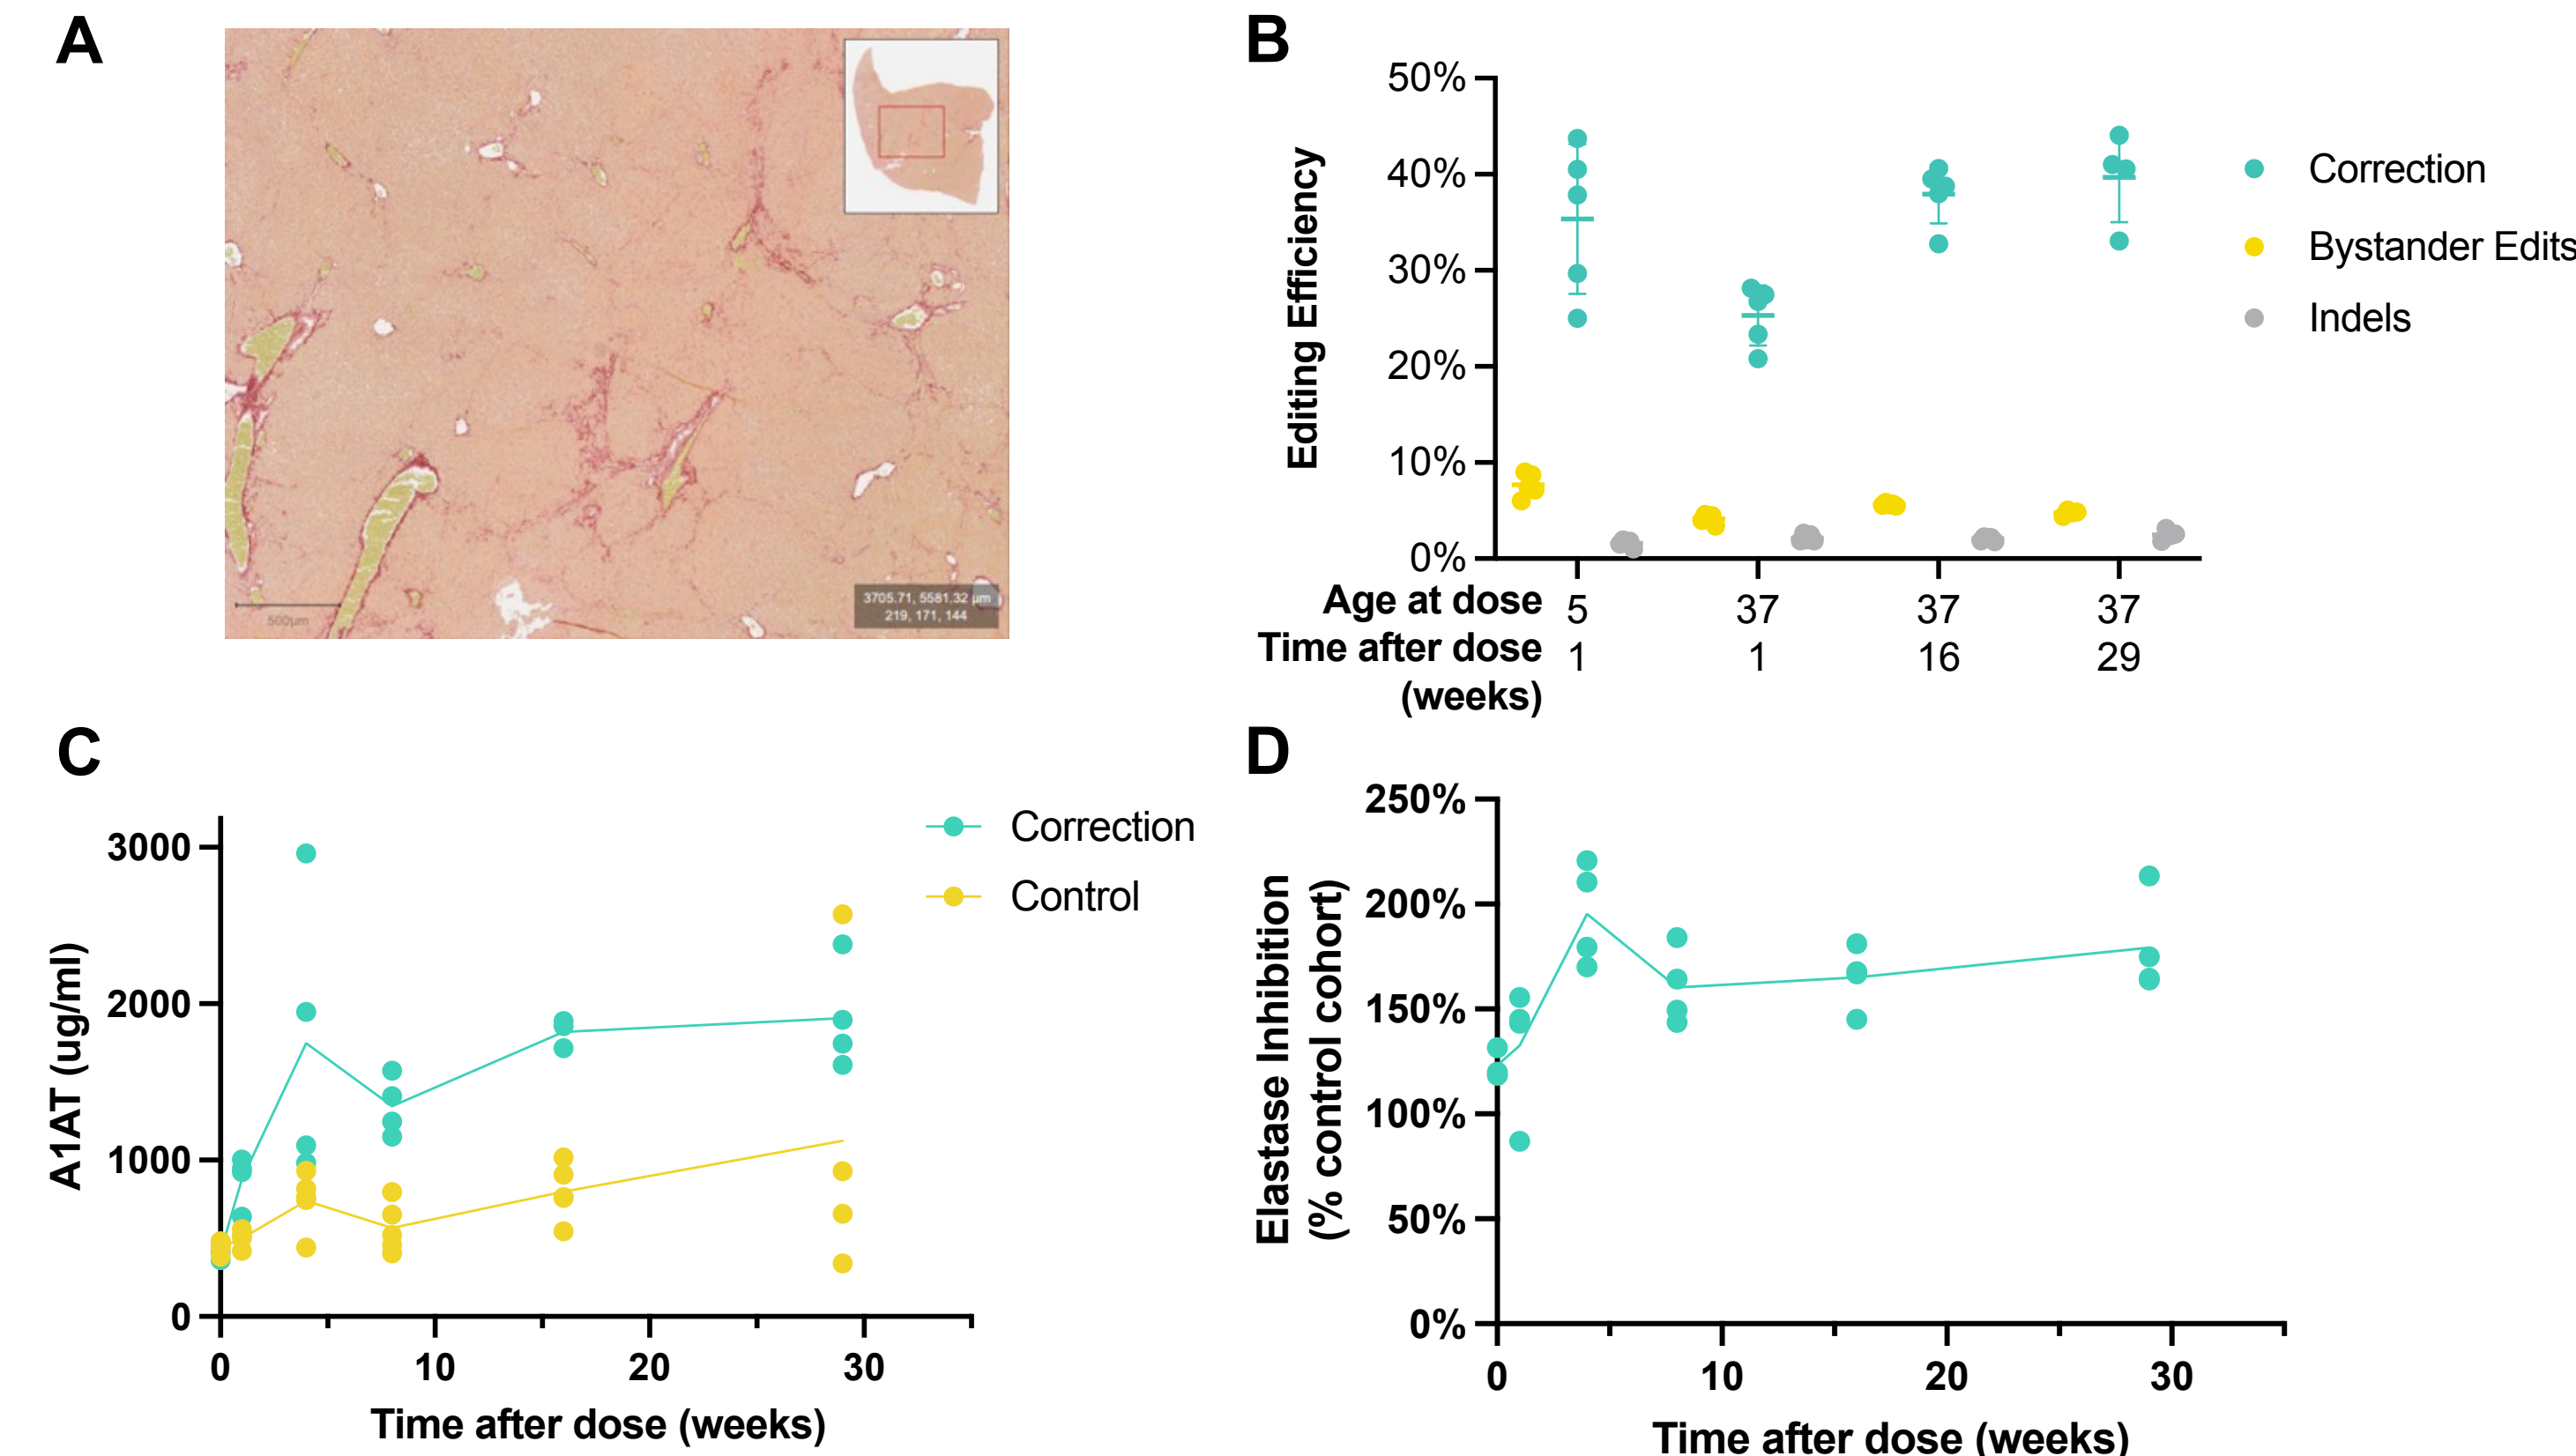 A
500µm
3705.71, 5581.32 µm
219, 171, 144
B
50%
40%
30%
20%
10%
0%
Editing Efficiency
Correction
Bystander Edits
Indels
Age at dose 5 37 37 37
Time after dose 1 1 16 29
(weeks)
C
3000
2000
1000
0
A1AT (ug/ml)
Correction
Control
0 10 20 30
Time after dose (weeks)
D
250%
200%
150%
100%
50%
0%
Elastase Inhibition
(% control cohort)
0 10 20 30
Time after dose (weeks)